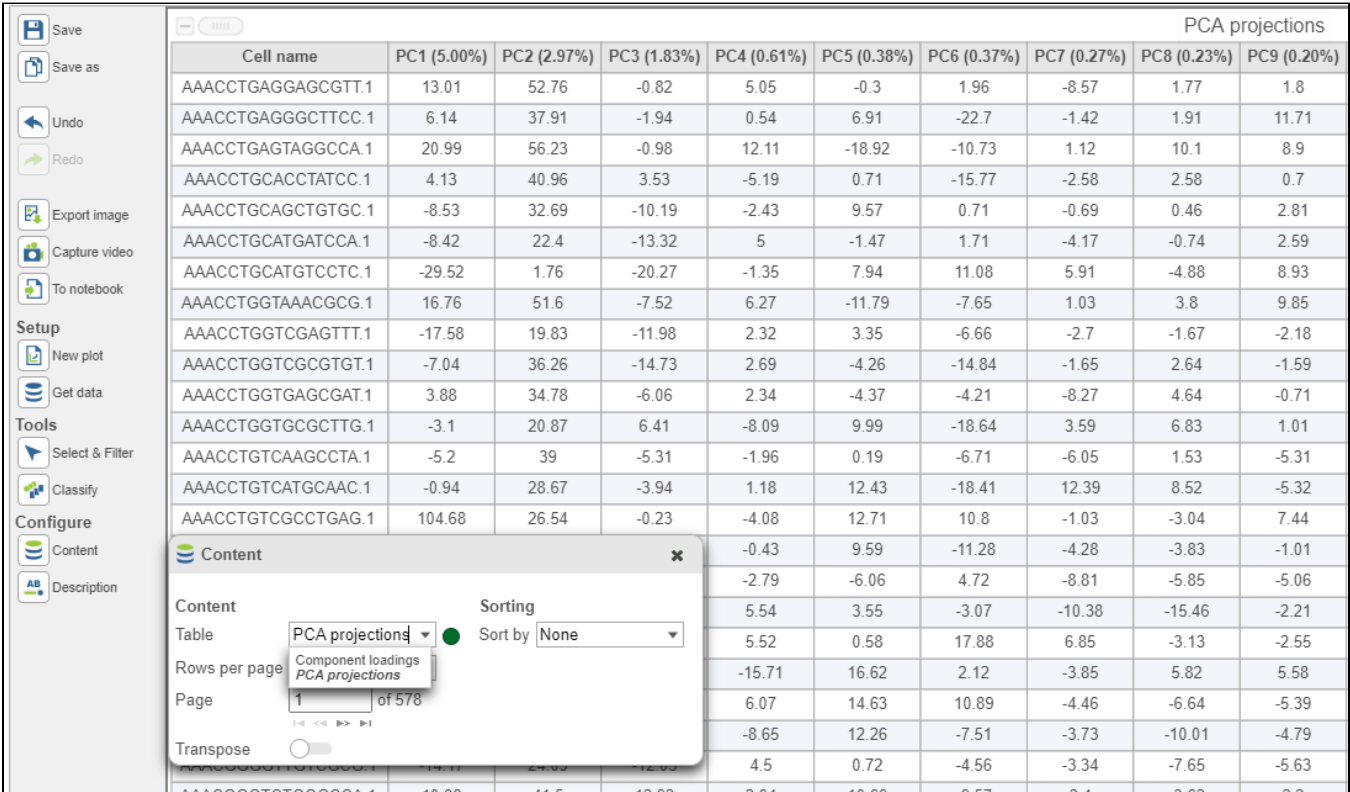 Save
Save as
Undo
Redo
Export image
Capture video
To notebook
Setup
New plot
Get data
Tools
Select & Filter
Classify
Configure
Content
AB
Description
PCA projections
Cell name PC1 (5.00%) PC2 (2.97%) PC3 (1.83%) PC4 (0.61%) PC5 (0.38%) PC6 (0.37%) PC7 (0.27%) PC8 (0.23%) PC9 (0.20%)
AAACCTGAGGAGCGTT.1 13.01 52.76 -0.82 5.05 -0.3 1.96 -8.57 1.77 1.8
AAACCTGAGGGCTTCC.1 6.14 37.91 -1.94 0.54 6.91 -22.7 -1.42 1.91 11.71
AAACCTGAGTAGGCCA.1 20.99 56.23 -0.98 12.11 -18.92 -10.73 1.12 10.1 8.9
AAACCTGCACCTATCC.1 4.13 40.96 3.53 -5.19 0.71 -15.77 -2.58 2.58 0.7
AAACCTGCAGCTGTGC.1 -8.53 32.69 -10.19 -2.43 9.57 0.71 -0.69 0.46 2.81
AAACCTGCATGATCCA.1 -8.42 22.4 -13.32 5 -1.47 1.71 -4.17 -0.74 2.59
AAACCTGCATGTCCTC.1 -29.52 1.76 -20.27 -1.35 7.94 11.08 5.91 -4.88 8.93
AAACCTGGTAAACGCG.1 16.76 51.6 -7.52 6.27 -11.79 -7.65 1.03 3.8 9.85
AAACCTGGTCGAGTTT.1 -17.58 19.83 -11.98 2.32 3.35 -6.66 -2.7 -1.67 -2.18
AAACCTGGTCGCGTGT.1 -7.04 36.26 -14.73 2.69 -4.26 -14.84 -1.65 2.64 -1.59
AAACCTGGTGAGCGAT.1 3.88 34.78 -6.06 2.34 -4.37 -4.21 -8.27 4.64 -0.71
AAACCTGGTGCGCTTG.1 -3.1 20.87 6.41 -8.09 9.99 -18.64 3.59 6.83 1.01
AAACCTGTCAAGCCTA.1 -5.2 39 -5.31 -1.96 0.19 -6.71 -6.05 1.53 -5.31
AAACCTGTCATGCAAC.1 -0.94 28.67 -3.94 1.18 12.43 -18.41 12.39 8.52 -5.32
AAACCTGTCGCCTGAG.1 104.68 26.54 -0.23 -4.08 12.71 10.8 -1.03 -3.04 7.44
-0.43 9.59 -11.28 -4.28 -3.83 -1.01
-2.79 -6.06 4.72 -8.81 -5.85 -5.06
5.54 3.55 -3.07 -10.38 -15.46 -2.21
5.52 0.58 17.88 6.85 -3.13 -2.55
-15.71 16.62 2.12 -3.85 5.82 5.58
6.07 14.63 10.89 -4.46 -6.64 -5.39
-8.65 12.26 -7.51 -3.73 -10.01 -4.79
4.5 0.72 -4.56 -3.34 -7.65 -5.63
Content
Content Sorting
Table PCA projections Sort by None
Component loadings
PCA projections
Rows per page
Page 1 of 578
Transpose